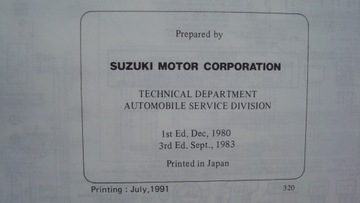 Prepared by
SUZUKI MOTOR CORPORATION
TECHNICAL DEPARTMENT
AUTOMOBILE SERVICE DIVISION
1st Ed. Dec, 1980
3rd Ed. Sept., 1983
Printed in Japan
Printing : July,1991
320